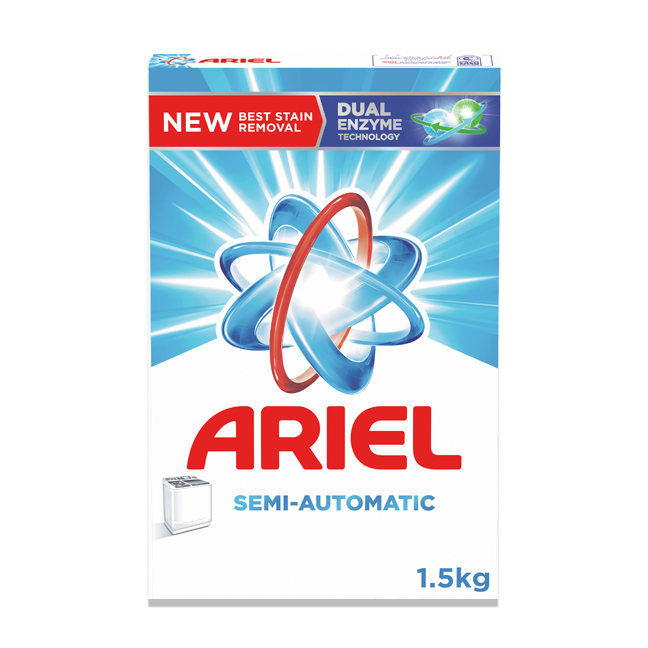 ARIEL
NEW BEST STAIN
REMOVAL
DUAL
ENZYME
TECHNOLOGY
ARIEL
SEMI-AUTOMATIC
1.5kg